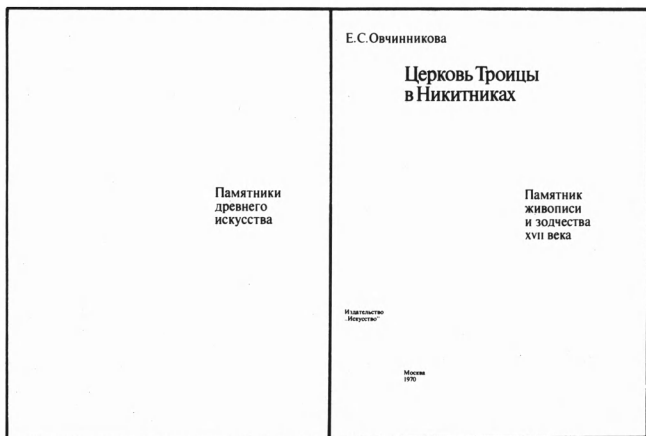 Памятники
древнего
искусства
Е.С.Овчинникова
Церковь Троицы
в Никитниках
Памятник
живописи
и зодчества
XVII века
Издательство
„Искусство"
Москва
1970